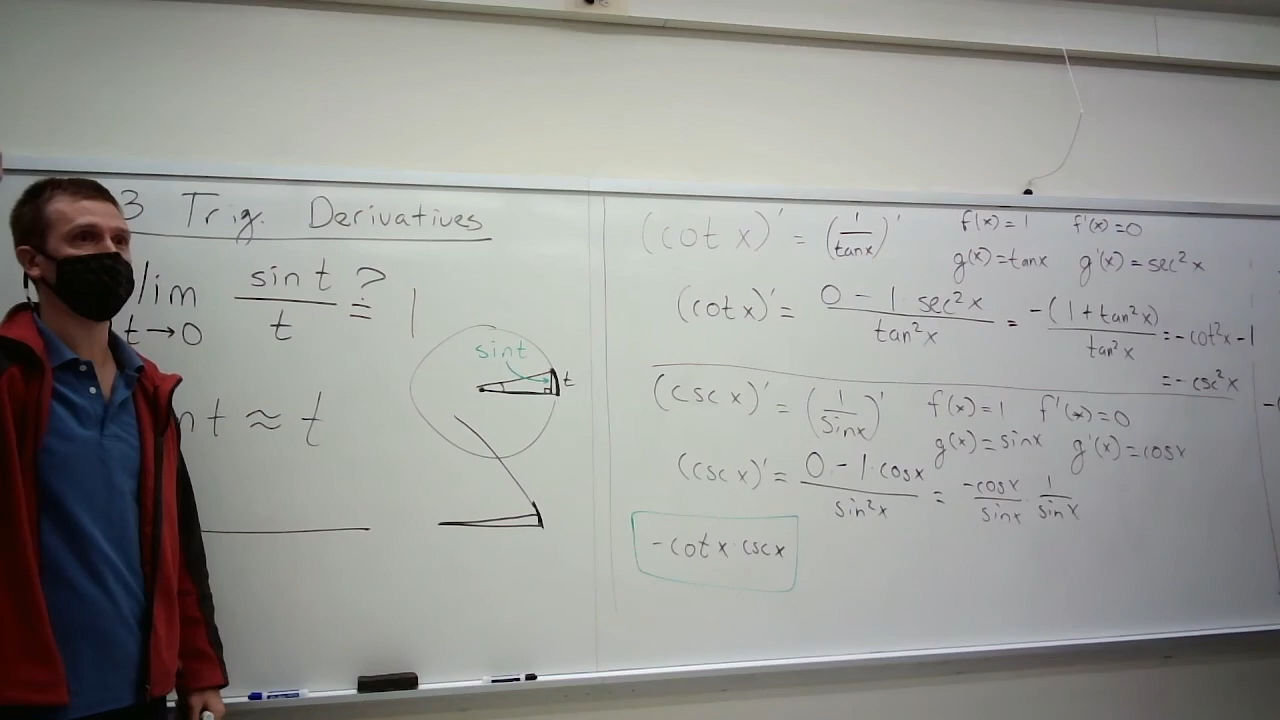 3 Trig. Derivatives
lim t→0 sin t / t ≟ 1
sin t
t
nt ≈ t
(cot x)' = (1/tanx)' f(x)=1 f'(x)=0
g(x)=tanx g'(x)=sec²x
(cot x)' = 0 - 1 · sec²x / tan²x = -(1+tan²x) / tan²x = -cot²x - 1
= -csc²x
(csc x)' = (1/sinx)' f(x)=1 f'(x)=0
g(x)=sinx g'(x)=cosx
(csc x)' = 0 - 1 · cosx / sin²x = -cosx/sinx · 1/sinx
-cot x · csc x